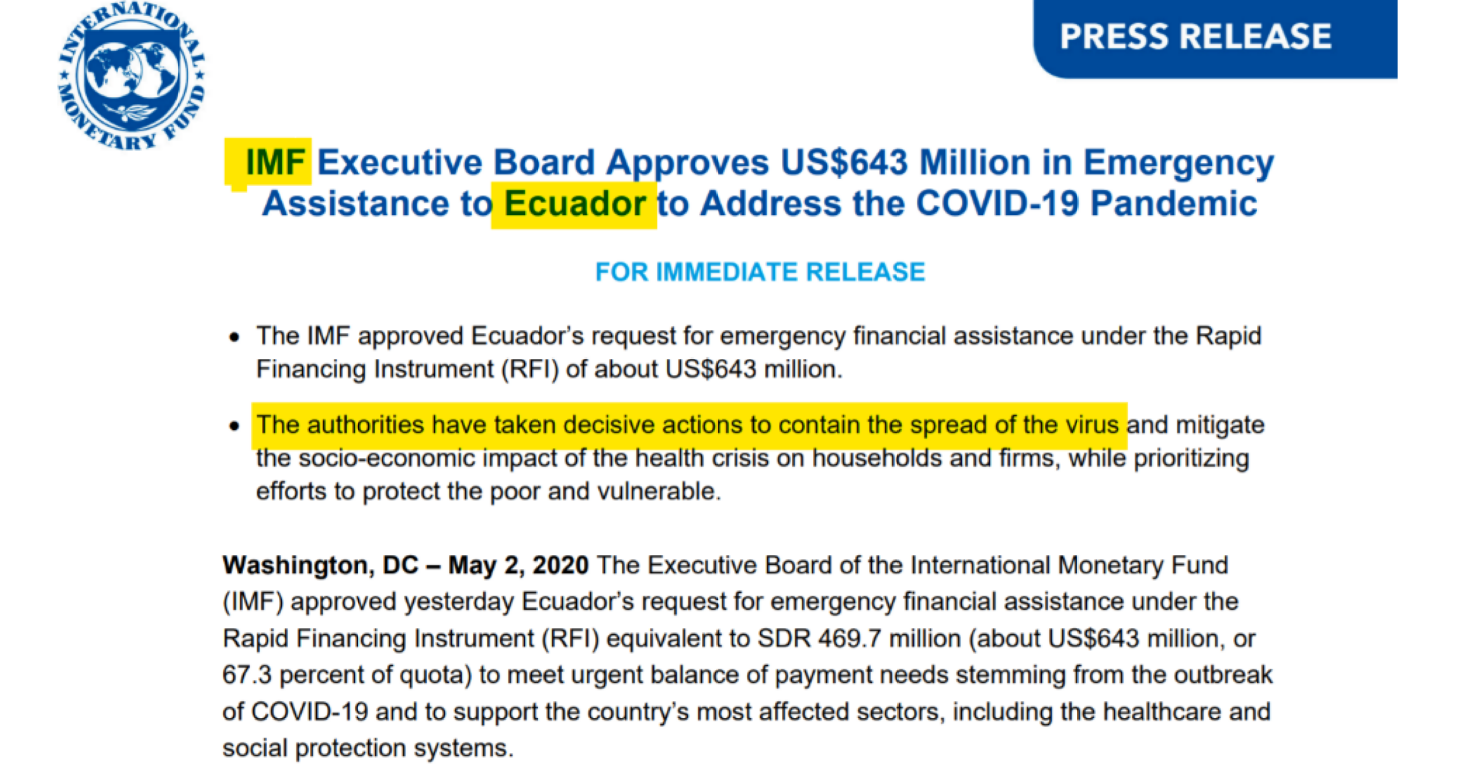 INTERNATIONAL
MONETARY FUND
PRESS RELEASE
IMF Executive Board Approves US$643 Million in Emergency
Assistance to Ecuador to Address the COVID-19 Pandemic
FOR IMMEDIATE RELEASE
• The IMF approved Ecuador’s request for emergency financial assistance under the Rapid
Financing Instrument (RFI) of about US$643 million.
• The authorities have taken decisive actions to contain the spread of the virus and mitigate
the socio-economic impact of the health crisis on households and firms, while prioritizing
efforts to protect the poor and vulnerable.
Washington, DC – May 2, 2020 The Executive Board of the International Monetary Fund
(IMF) approved yesterday Ecuador’s request for emergency financial assistance under the
Rapid Financing Instrument (RFI) equivalent to SDR 469.7 million (about US$643 million, or
67.3 percent of quota) to meet urgent balance of payment needs stemming from the outbreak
of COVID-19 and to support the country’s most affected sectors, including the healthcare and
social protection systems.